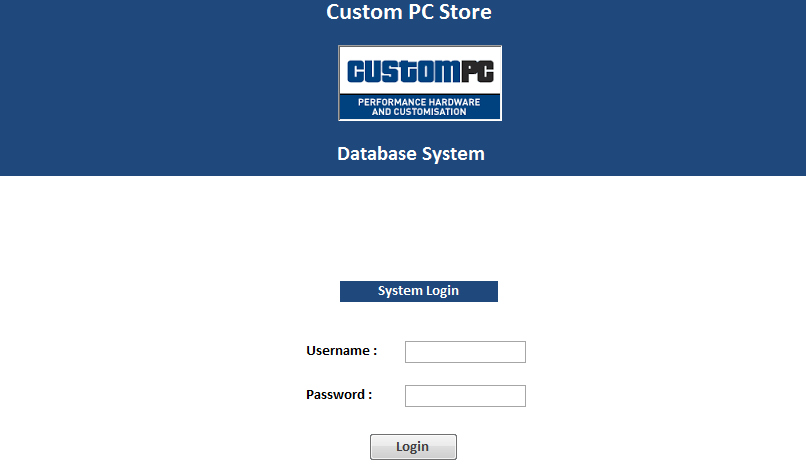 Custom PC Store
CUSTOMPC
PERFORMANCE HARDWARE
AND CUSTOMISATION
Database System
System Login
Username :
Password :
Login